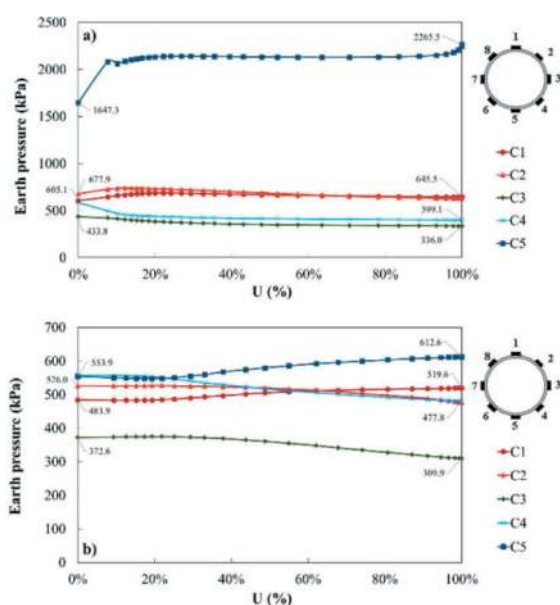 a)
2500
2000
1500
1000
500
0
Earth pressure (kPa)
1647.3
2265.5
677.9
605.1
433.8
645.5
399.1
336.0
0% 20% 40% 60% 80% 100%
U (%)
1
2
3
4
5
6
7
8
C1
C2
C3
C4
C5
b)
700
600
500
400
300
200
100
0
Earth pressure (kPa)
553.9
526.0
483.9
372.6
612.6
519.6
477.8
309.9
0% 20% 40% 60% 80% 100%
U (%)
1
2
3
4
5
6
7
8
C1
C2
C3
C4
C5